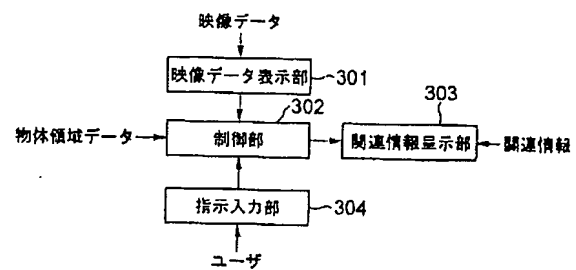 映像データ
映像データ表示部
301
302
303
物体領域データ
制御部
関連情報呈示部
関連情報
指示入力部
304
ユーザ